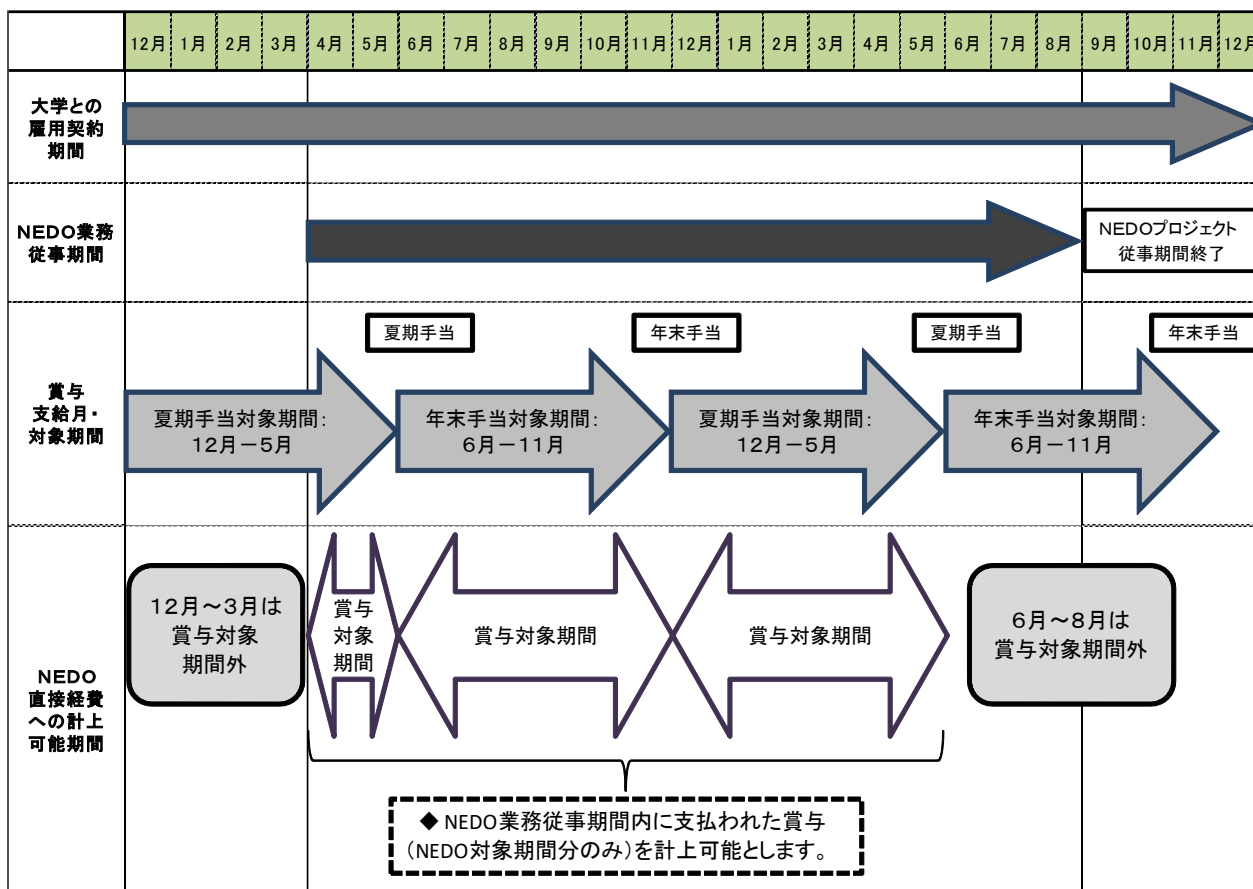 12月 1月 2月 3月 4月 5月 6月 7月 8月 9月 10月 11月 12月 1月 2月 3月 4月 5月 6月 7月 8月 9月 10月 11月 12月
大学との
雇用契約
期間
NEDO業務
従事期間
NEDOプロジェクト
従事期間終了
賞与
支給月・
対象期間
夏期手当
年末手当
夏期手当
年末手当
夏期手当対象期間:
12月－5月
年末手当対象期間:
6月－11月
夏期手当対象期間:
12月－5月
年末手当対象期間:
6月－11月
NEDO
直接経費
への計上
可能期間
12月～3月は
賞与対象
期間外
賞与
対象
期間
賞与対象期間
賞与対象期間
6月～8月は
賞与対象期間外
◆ NEDO業務従事期間内に支払われた賞与
（NEDO対象期間分のみ）を計上可能とします。